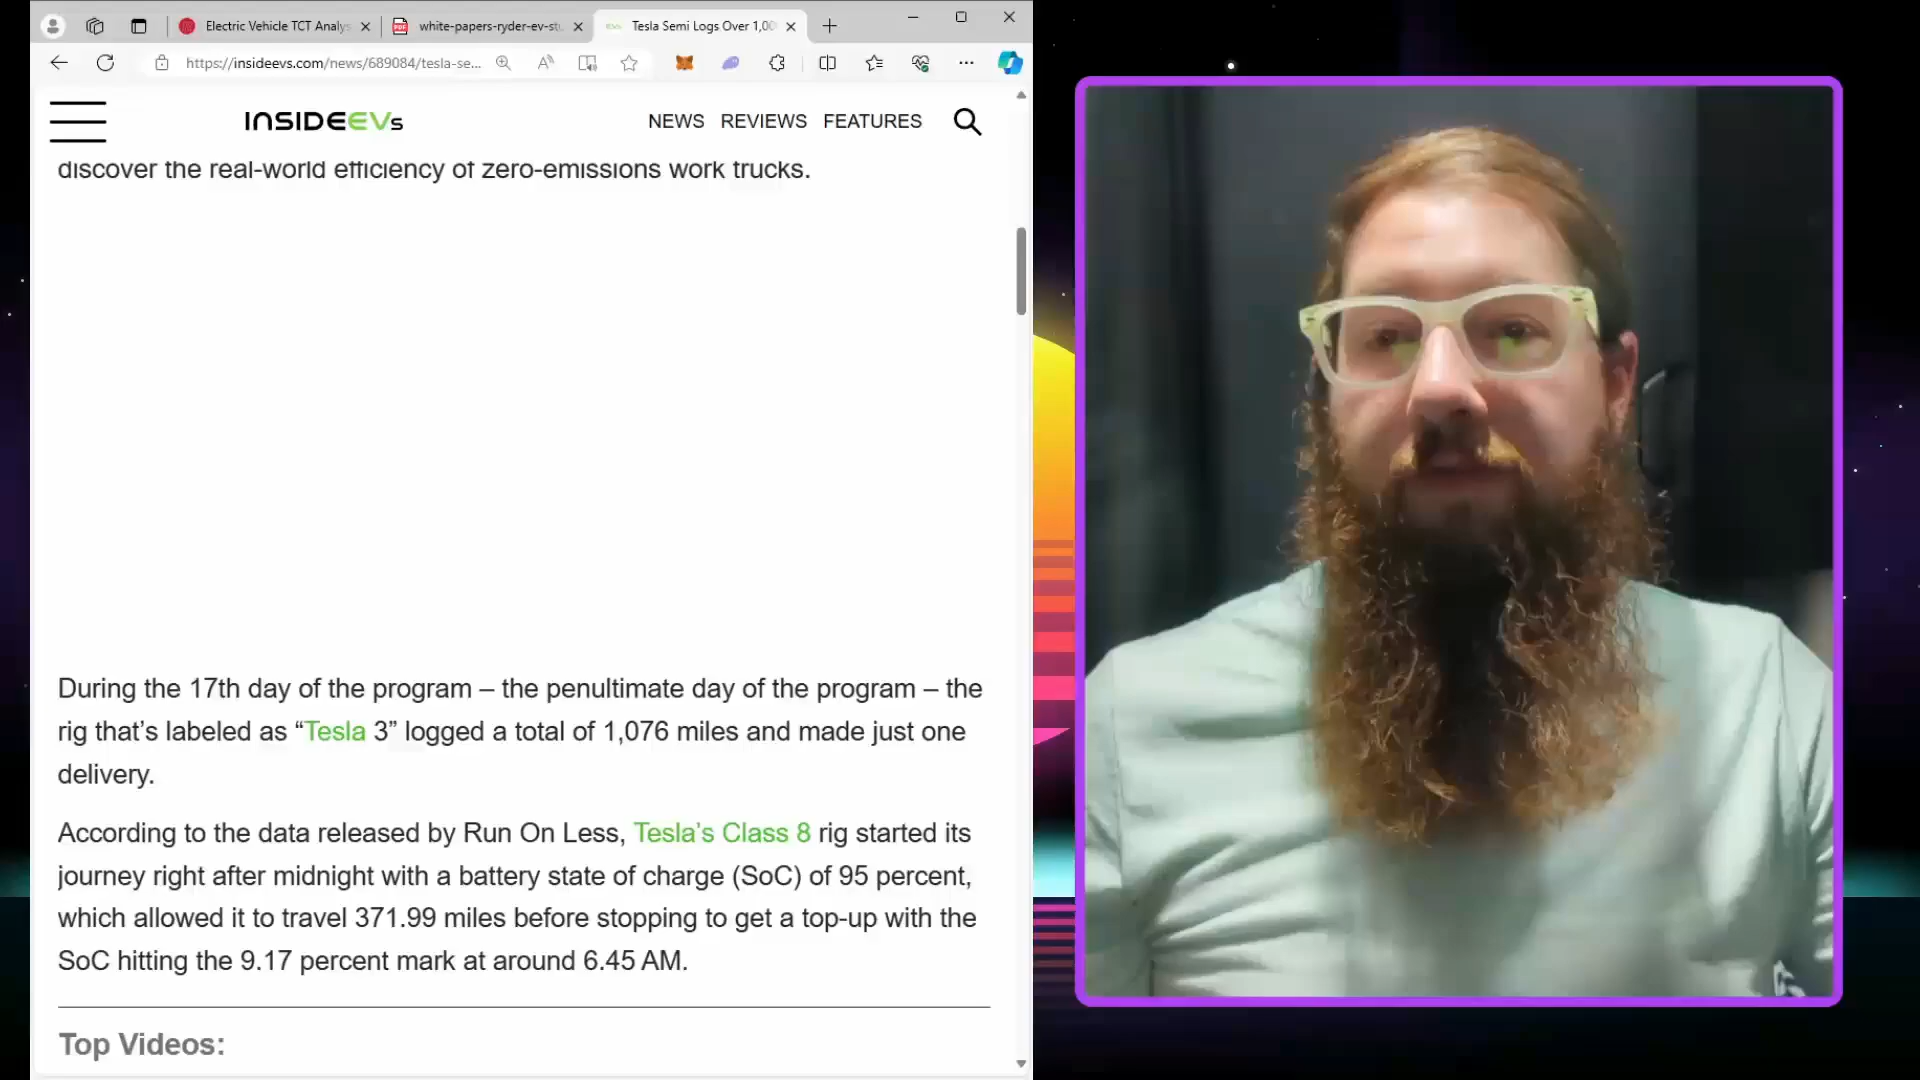 Electric Vehicle TCT Analys
white-papers-ryder-ev-stu
Tesla Semi Logs Over 1,00
https://insideevs.com/news/689084/tesla-se...
INSIDEEVs
NEWS REVIEWS FEATURES
discover the real-world efficiency of zero-emissions work trucks.
During the 17th day of the program – the penultimate day of the program – the
rig that’s labeled as “Tesla 3” logged a total of 1,076 miles and made just one
delivery.
According to the data released by Run On Less, Tesla’s Class 8 rig started its
journey right after midnight with a battery state of charge (SoC) of 95 percent,
which allowed it to travel 371.99 miles before stopping to get a top-up with the
SoC hitting the 9.17 percent mark at around 6.45 AM.
Top Videos: